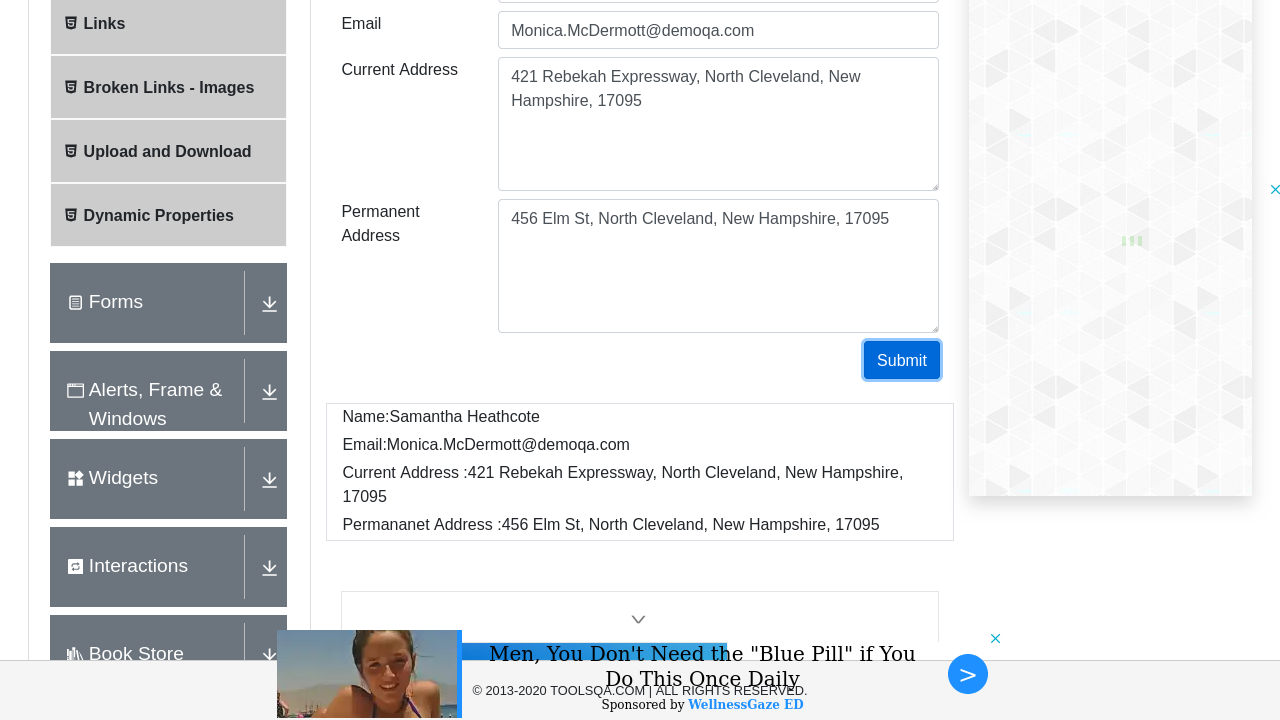 Links
Broken Links - Images
Upload and Download
Dynamic Properties
Forms
Alerts, Frame &
Windows
Widgets
Interactions
Book Store
Email
Monica.McDermott@demoqa.com
Current Address
421 Rebekah Expressway, North Cleveland, New
Hampshire, 17095
Permanent
Address
456 Elm St, North Cleveland, New Hampshire, 17095
Submit
Name:Samantha Heathcote
Email:Monica.McDermott@demoqa.com
Current Address :421 Rebekah Expressway, North Cleveland, New Hampshire,
17095
Permananet Address :456 Elm St, North Cleveland, New Hampshire, 17095
Men, You Don't Need the "Blue Pill" if You
Do This Once Daily
© 2013-2020 TOOLSQA.COM | ALL RIGHTS RESERVED.
Sponsored by WellnessGaze ED